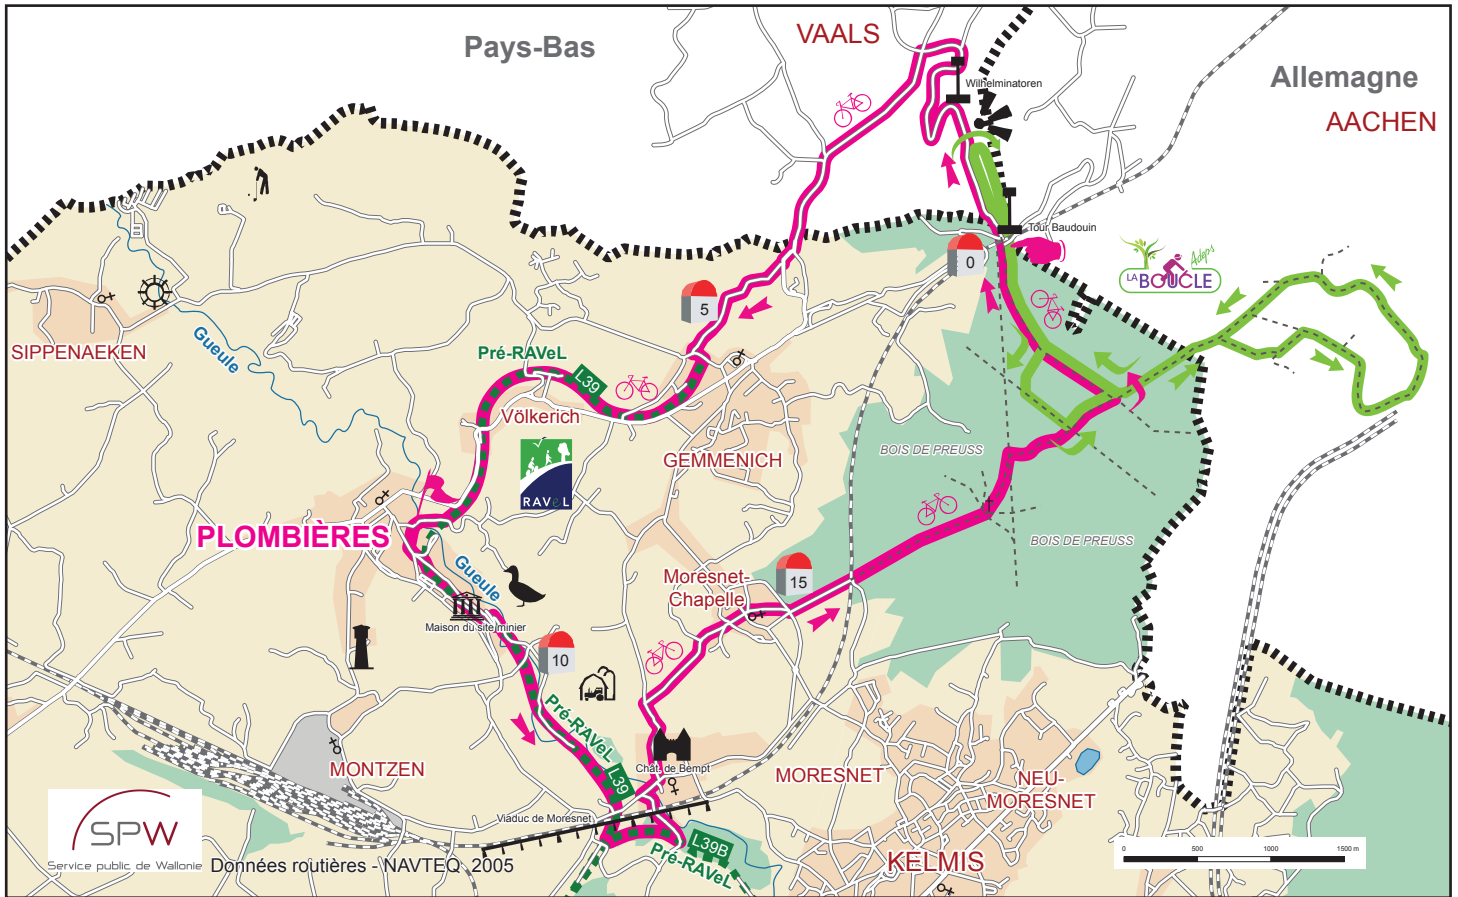 Pays-Bas
VAALS
Allemagne
AACHEN
Wilhelminatoren
Tour Baudouin
0
Adeps
LA BOUCLE
5
SIPPENAEKEN
Gueule
Pré-RAVeL
L39
Völkerich
GEMMENICH
BOIS DE PREUSS
RAVeL
PLOMBIÈRES
BOIS DE PREUSS
Gueule
Moresnet-
Chapelle
15
Maison du site minier
10
Pré-RAVeL
L39
Chât. de Bempt
MONTZEN
MORESNET
NEU-
MORESNET
Viaduc de Moresnet
L39B
Pré-RAVeL
KELMIS
SPW
Service public de Wallonie
Données routières - NAVTEQ 2005
0 500 1000 1500 m